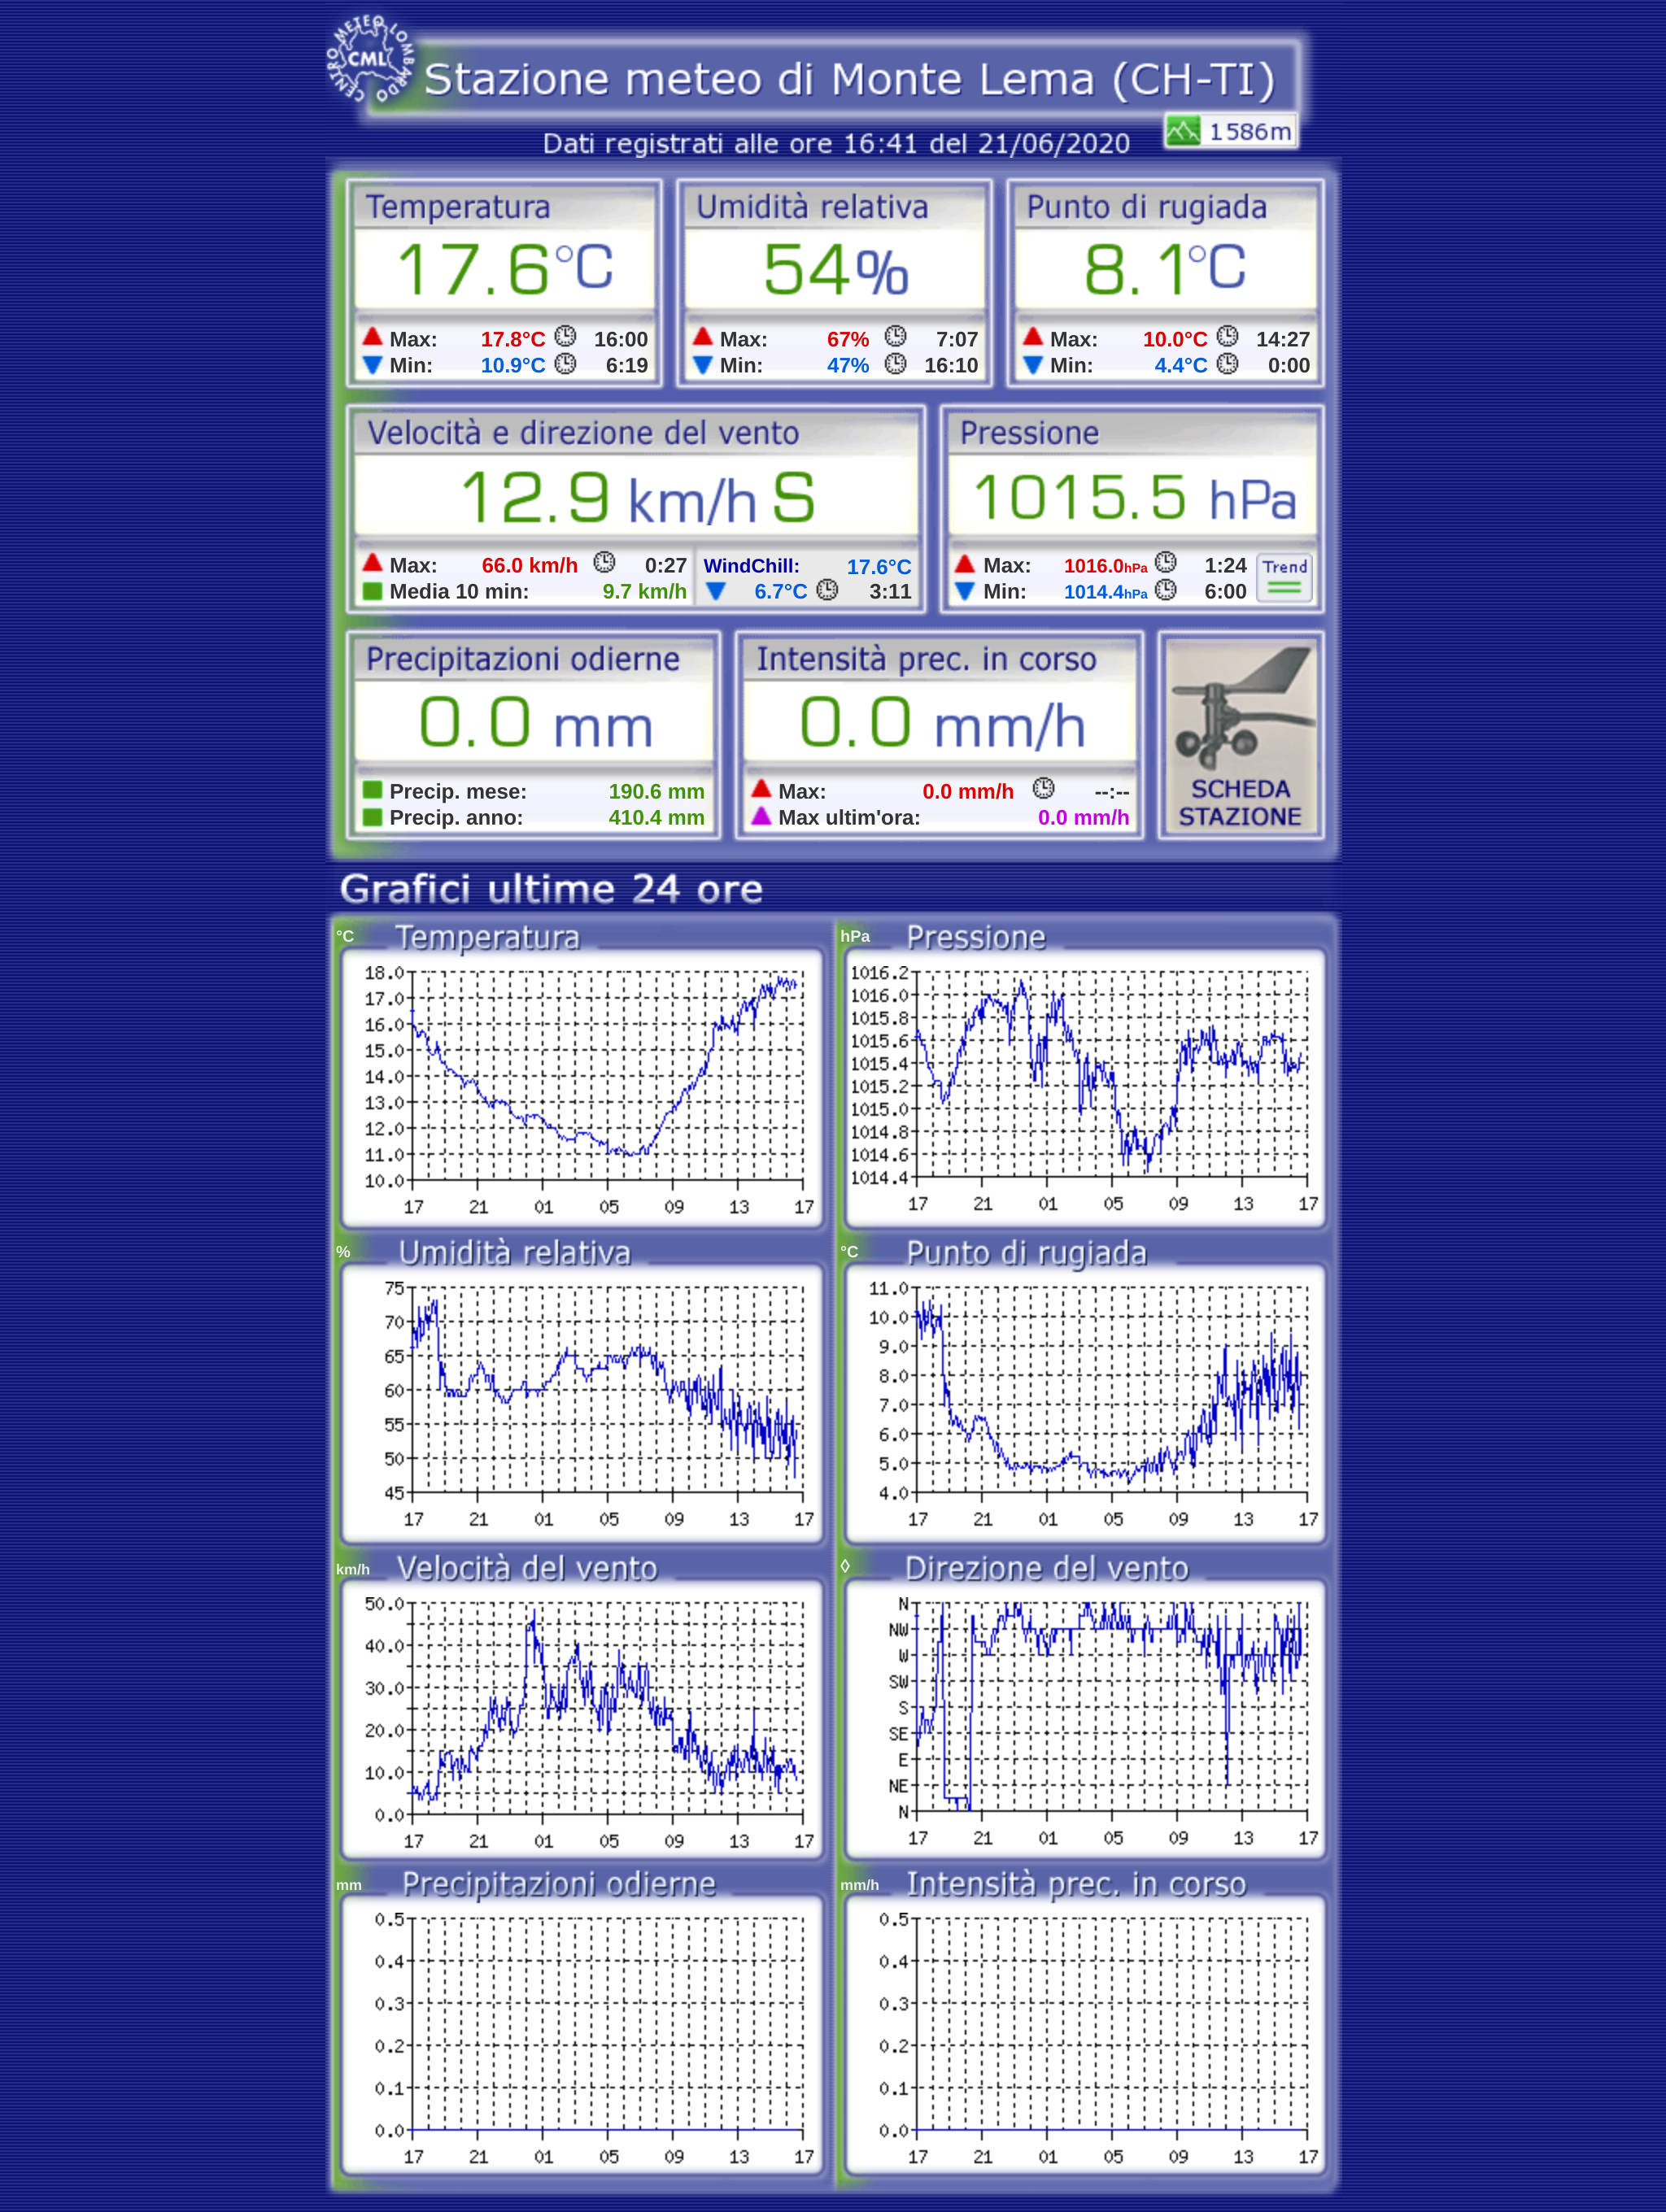 CENTRO METEO LOMBARDO
CML
Stazione meteo di Monte Lema (CH-TI)
Dati registrati alle ore 16:41 del 21/06/2020
1586m
Temperatura
17.6°C
Max: 17.8°C 16:00
Min: 10.9°C 6:19
Umidità relativa
54%
Max: 67% 7:07
Min: 47% 16:10
Punto di rugiada
8.1°C
Max: 10.0°C 14:27
Min: 4.4°C 0:00
Velocità e direzione del vento
12.9 km/h S
Max: 66.0 km/h 0:27
Media 10 min: 9.7 km/h
WindChill: 17.6°C
6.7°C 3:11
Pressione
1015.5 hPa
Max: 1016.0hPa 1:24
Min: 1014.4hPa 6:00
Trend
Precipitazioni odierne
0.0 mm
Precip. mese: 190.6 mm
Precip. anno: 410.4 mm
Intensità prec. in corso
0.0 mm/h
Max: 0.0 mm/h --:--
Max ultim'ora: 0.0 mm/h
SCHEDA
STAZIONE
Grafici ultime 24 ore
°C Temperatura
18.0
17.0
16.0
15.0
14.0
13.0
12.0
11.0
10.0
17 21 01 05 09 13 17
hPa Pressione
1016.2
1016.0
1015.8
1015.6
1015.4
1015.2
1015.0
1014.8
1014.6
1014.4
17 21 01 05 09 13 17
% Umidità relativa
75
70
65
60
55
50
45
17 21 01 05 09 13 17
°C Punto di rugiada
11.0
10.0
9.0
8.0
7.0
6.0
5.0
4.0
17 21 01 05 09 13 17
km/h Velocità del vento
50.0
40.0
30.0
20.0
10.0
0.0
17 21 01 05 09 13 17
◊ Direzione del vento
N
NW
W
SW
S
SE
E
NE
N
17 21 01 05 09 13 17
mm Precipitazioni odierne
0.5
0.4
0.3
0.2
0.1
0.0
17 21 01 05 09 13 17
mm/h Intensità prec. in corso
0.5
0.4
0.3
0.2
0.1
0.0
17 21 01 05 09 13 17